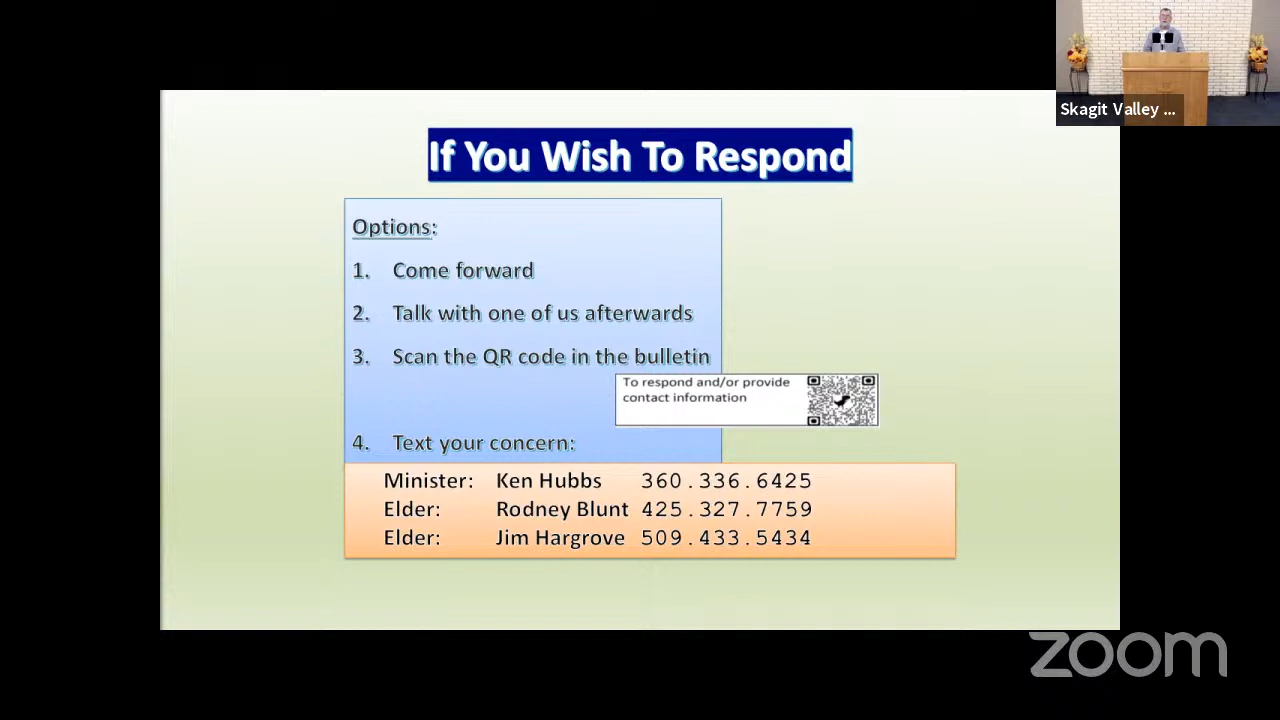 Skagit Valley ...
If You Wish To Respond
Options:
1. Come forward
2. Talk with one of us afterwards
3. Scan the QR code in the bulletin
To respond and/or provide
contact information
4. Text your concern:
Minister: Ken Hubbs 360.336.6425
Elder: Rodney Blunt 425.327.7759
Elder: Jim Hargrove 509.433.5434
zoom